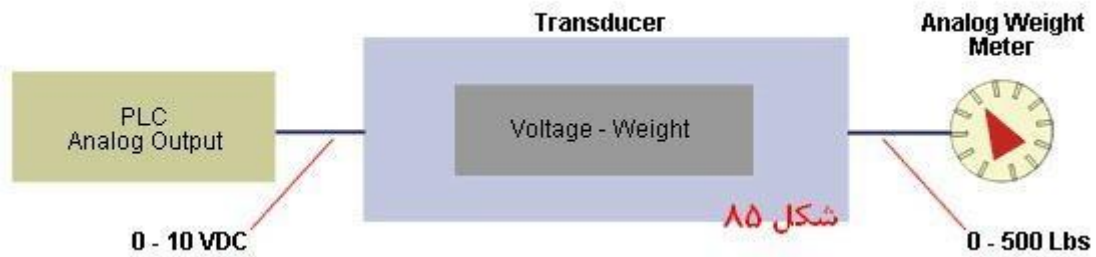 Transducer
Analog Weight
Meter
PLC
Analog Output
Voltage - Weight
شکل ۸۵
0 - 10 VDC
0 - 500 Lbs